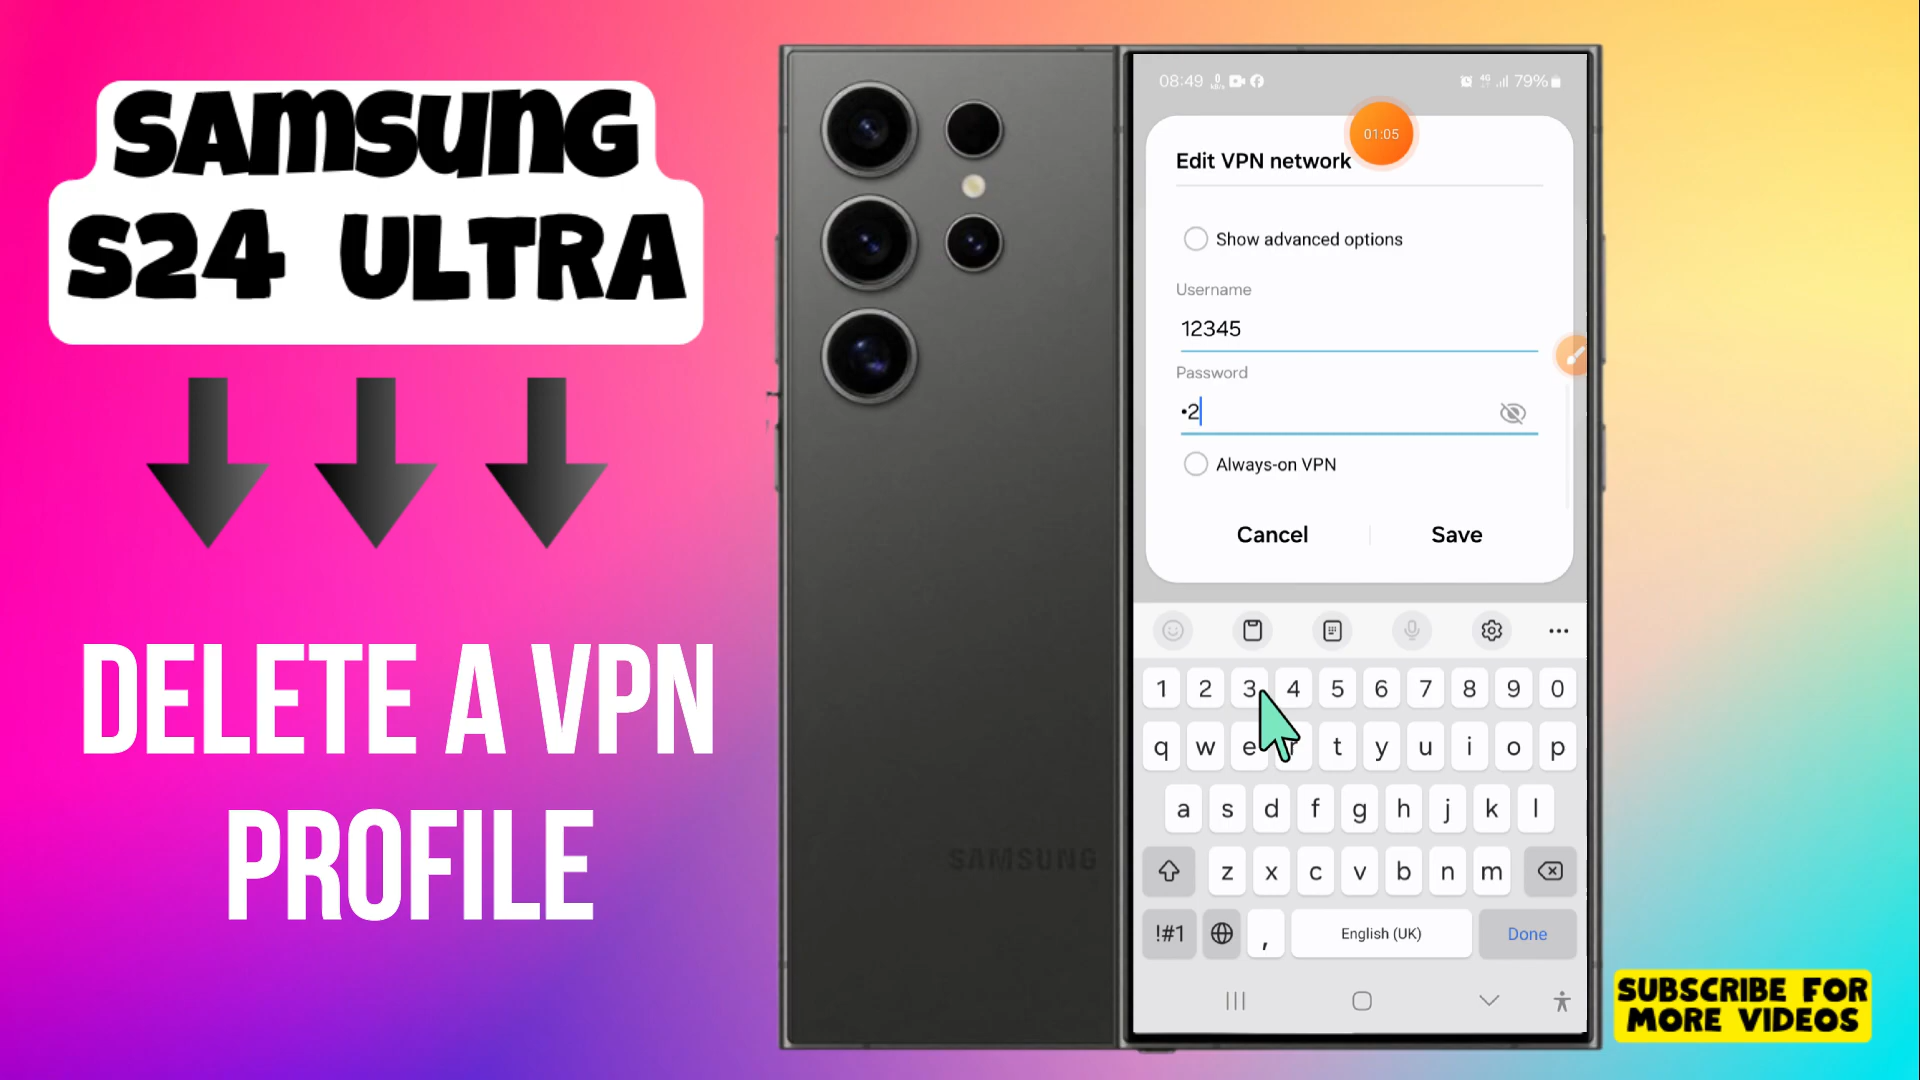 SAMSUNG
S24 ULTRA
DELETE A VPN
PROFILE
SAMSUNG
08:49
79%
01:05
Edit VPN network
Show advanced options
Username
12345
Password
•2
Always-on VPN
Cancel
Save
1 2 3 4 5 6 7 8 9 0
q w e r t y u i o p
a s d f g h j k l
z x c v b n m
!#1 , English (UK) Done
SUBSCRIBE FOR
MORE VIDEOS